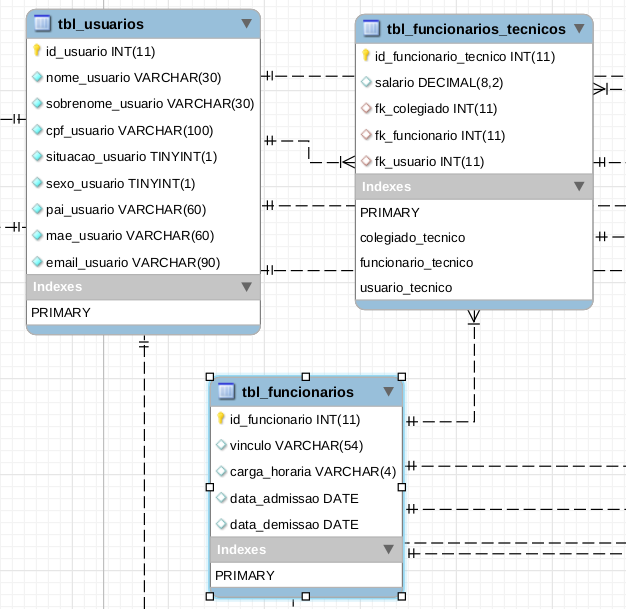 tbl_usuarios
id_usuario INT(11)
nome_usuario VARCHAR(30)
sobrenome_usuario VARCHAR(30)
cpf_usuario VARCHAR(100)
situacao_usuario TINYINT(1)
sexo_usuario TINYINT(1)
pai_usuario VARCHAR(60)
mae_usuario VARCHAR(60)
email_usuario VARCHAR(90)
Indexes
PRIMARY
tbl_funcionarios_tecnicos
id_funcionario_tecnico INT(11)
salario DECIMAL(8,2)
fk_colegiado INT(11)
fk_funcionario INT(11)
fk_usuario INT(11)
Indexes
PRIMARY
colegiado_tecnico
funcionario_tecnico
usuario_tecnico
tbl_funcionarios
id_funcionario INT(11)
vinculo VARCHAR(54)
carga_horaria VARCHAR(4)
data_admissao DATE
data_demissao DATE
Indexes
PRIMARY